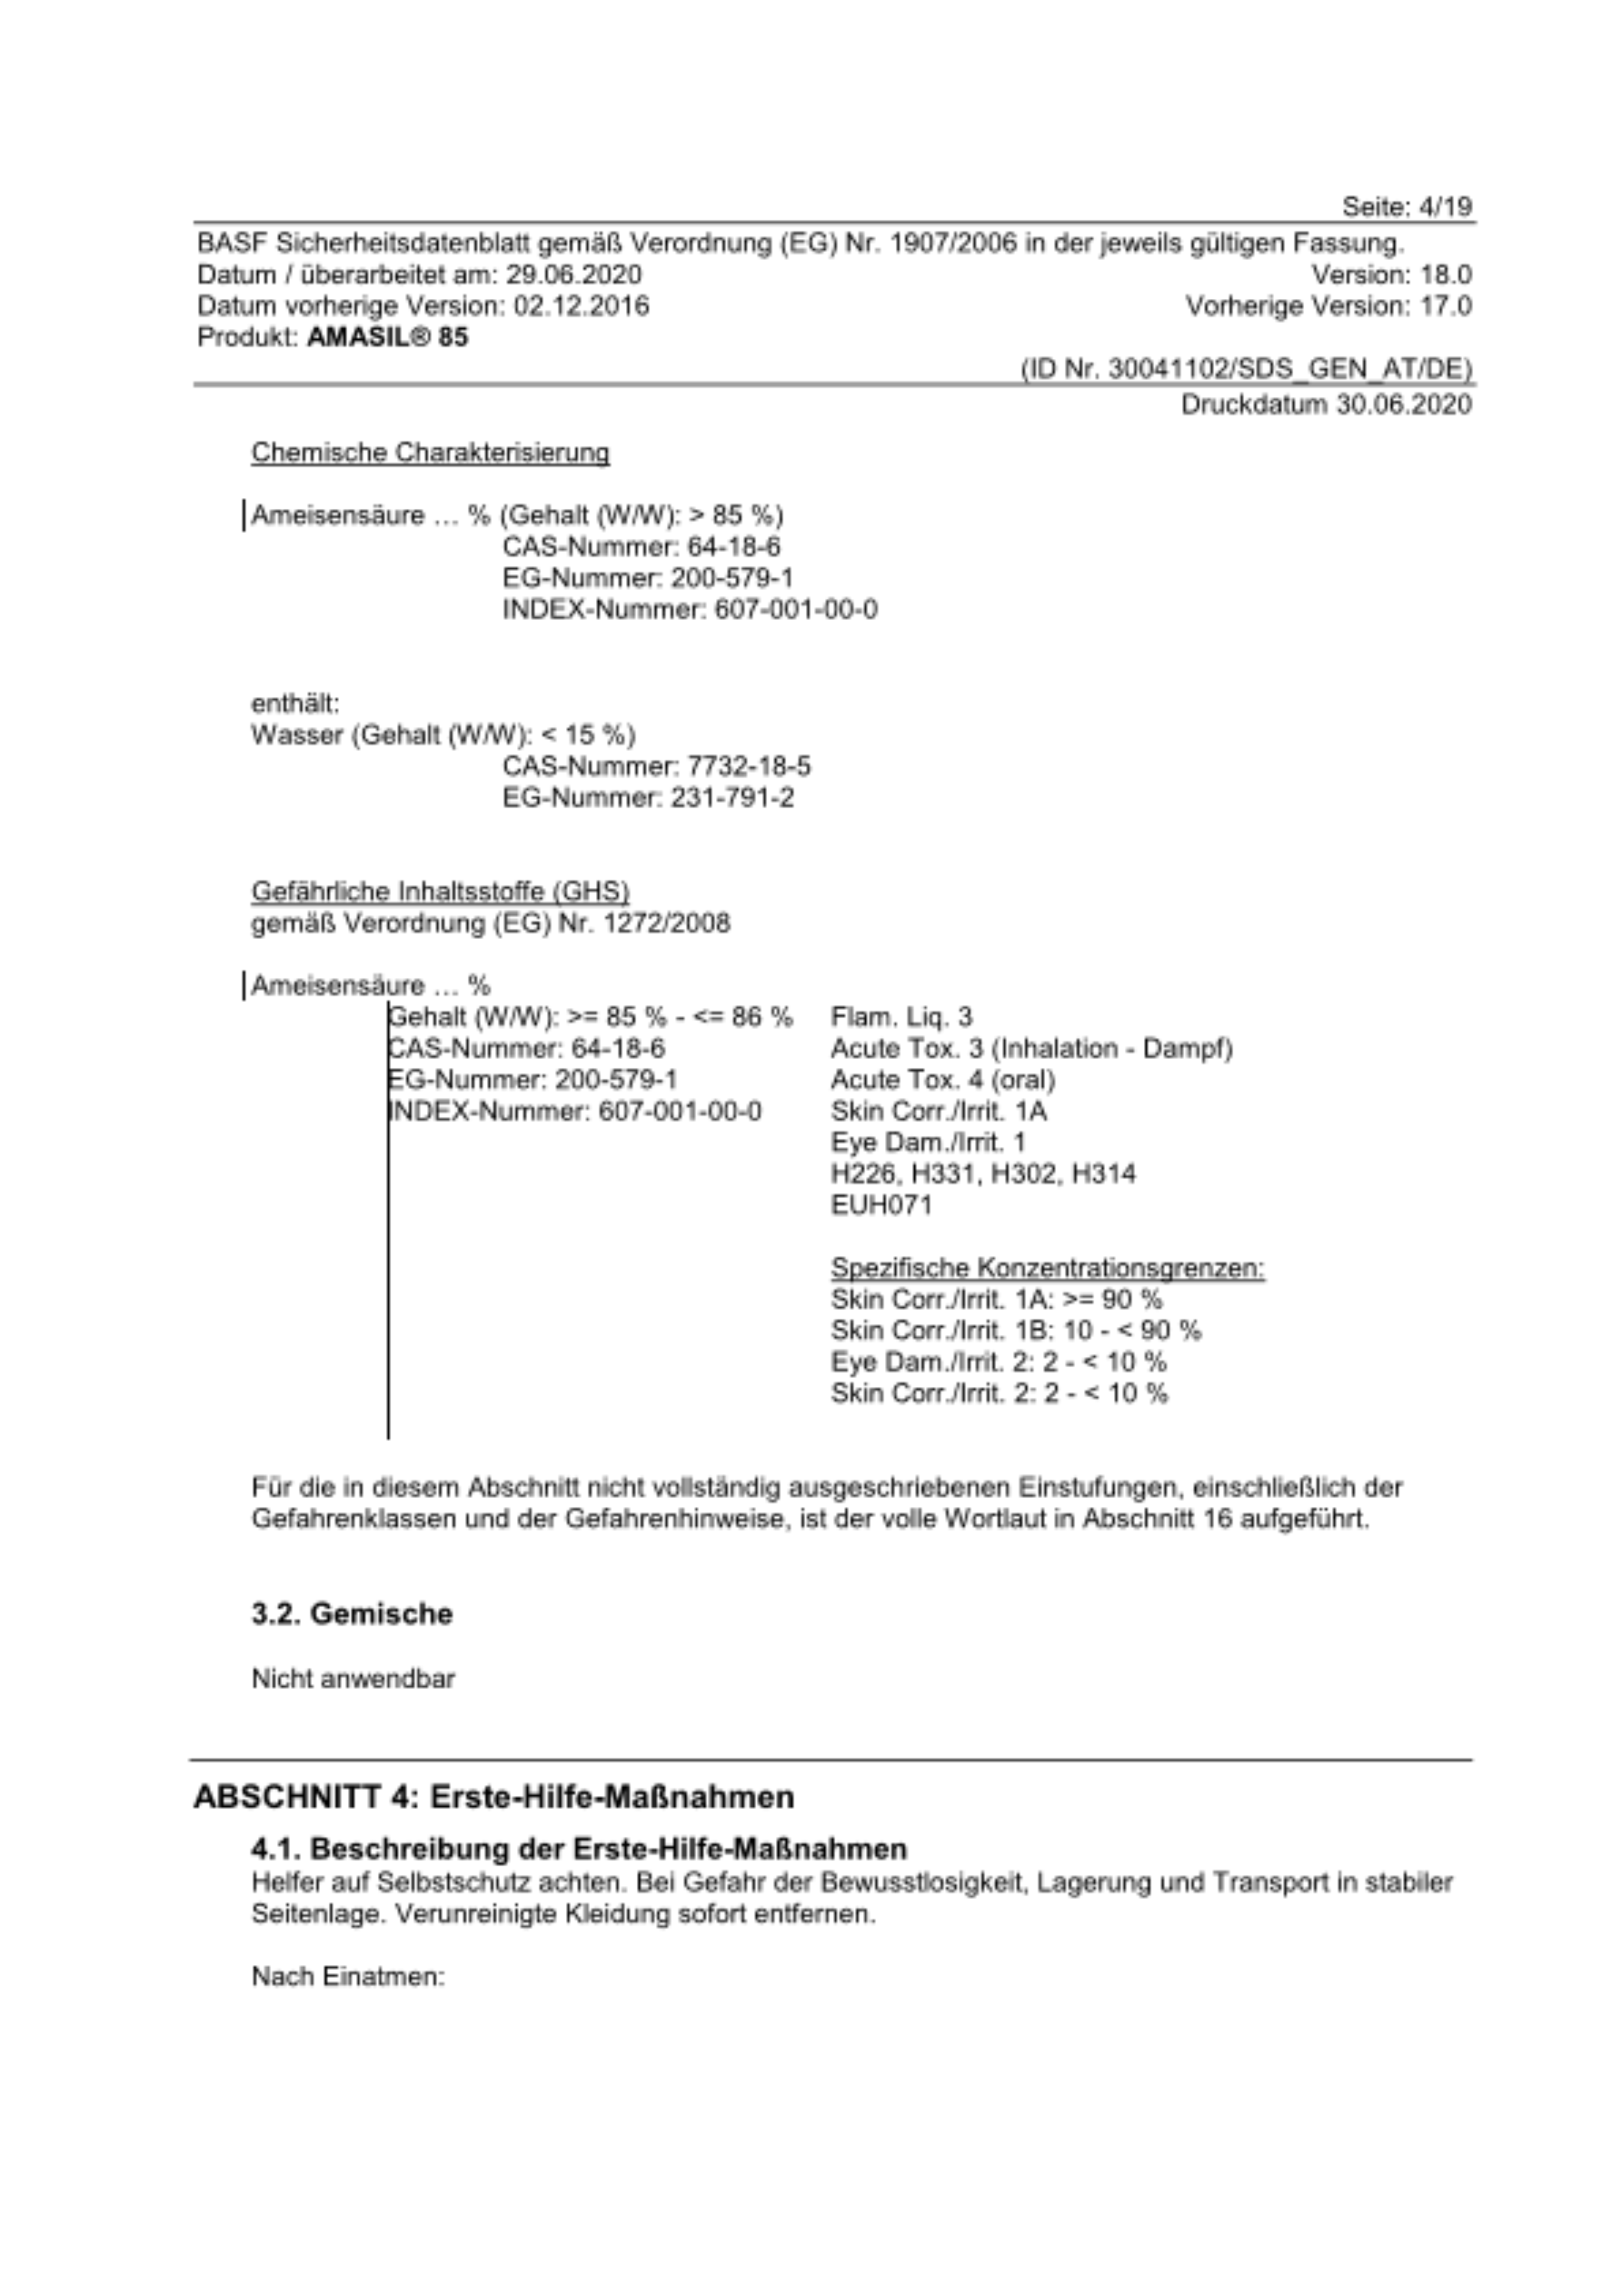 Seite: 4/19
BASF Sicherheitsdatenblatt gemäß Verordnung (EG) Nr. 1907/2006 in der jeweils gültigen Fassung.
Datum / überarbeitet am: 29.06.2020 Version: 18.0
Datum vorherige Version: 02.12.2016 Vorherige Version: 17.0
Produkt: AMASIL® 85
(ID Nr. 30041102/SDS_GEN_AT/DE)
Druckdatum 30.06.2020
Chemische Charakterisierung
Ameisensäure ... % (Gehalt (W/W): > 85 %)
CAS-Nummer: 64-18-6
EG-Nummer: 200-579-1
INDEX-Nummer: 607-001-00-0
enthält:
Wasser (Gehalt (W/W): < 15 %)
CAS-Nummer: 7732-18-5
EG-Nummer: 231-791-2
Gefährliche Inhaltsstoffe (GHS)
gemäß Verordnung (EG) Nr. 1272/2008
Ameisensäure ... %
Gehalt (W/W): >= 85 % - <= 86 % Flam. Liq. 3
CAS-Nummer: 64-18-6 Acute Tox. 3 (Inhalation - Dampf)
EG-Nummer: 200-579-1 Acute Tox. 4 (oral)
INDEX-Nummer: 607-001-00-0 Skin Corr./Irrit. 1A
Eye Dam./Irrit. 1
H226, H331, H302, H314
EUH071
Spezifische Konzentrationsgrenzen:
Skin Corr./Irrit. 1A: >= 90 %
Skin Corr./Irrit. 1B: 10 - < 90 %
Eye Dam./Irrit. 2: 2 - < 10 %
Skin Corr./Irrit. 2: 2 - < 10 %
Für die in diesem Abschnitt nicht vollständig ausgeschriebenen Einstufungen, einschließlich der
Gefahrenklassen und der Gefahrenhinweise, ist der volle Wortlaut in Abschnitt 16 aufgeführt.
3.2. Gemische
Nicht anwendbar
ABSCHNITT 4: Erste-Hilfe-Maßnahmen
4.1. Beschreibung der Erste-Hilfe-Maßnahmen
Helfer auf Selbstschutz achten. Bei Gefahr der Bewusstlosigkeit, Lagerung und Transport in stabiler
Seitenlage. Verunreinigte Kleidung sofort entfernen.
Nach Einatmen: